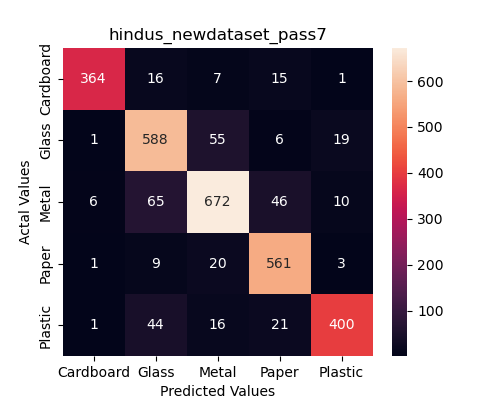 hindus_newdataset_pass7
Cardboard 364 16 7 15 1
Glass 1 588 55 6 19
Metal 6 65 672 46 10
Paper 1 9 20 561 3
Plastic 1 44 16 21 400
Cardboard Glass Metal Paper Plastic
Predicted Values
Actal Values
600
500
400
300
200
100